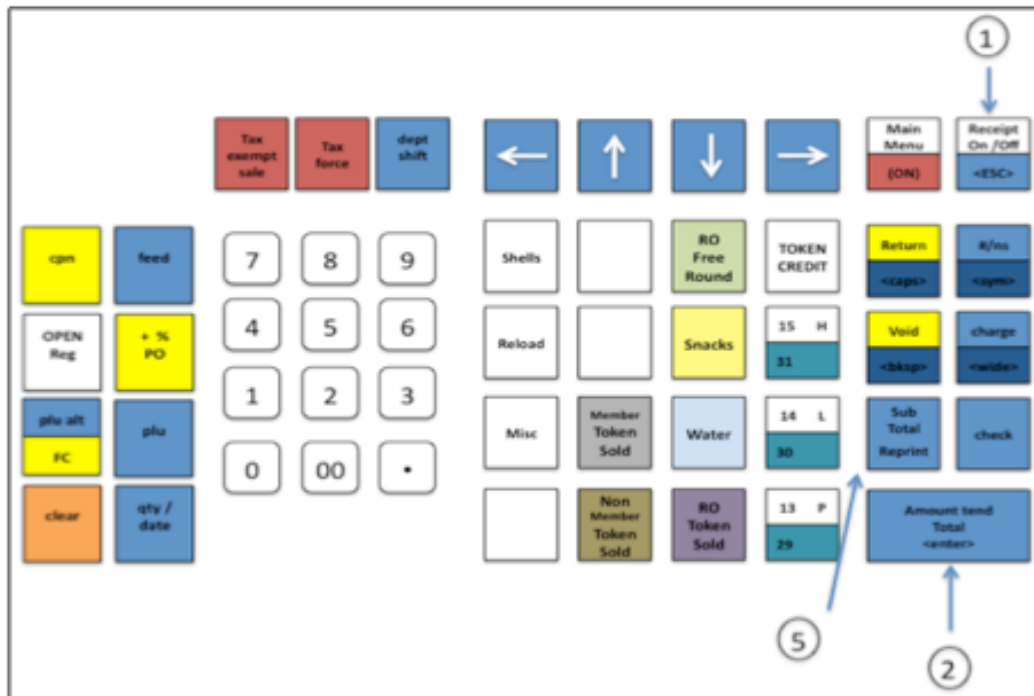 1
Tax
exempt
sale
Tax
force
dept
shift
Main
Menu
(ON)
Receipt
On /Off
<ESC>
cpn
feed
7
8
9
Shells
RO
Free
Round
TOKEN
CREDIT
Return
<caps>
R/ns
<sym>
OPEN
Reg
+ %
PO
4
5
6
Reload
Snacks
15 H
31
Void
<bksp>
charge
<wide>
plu alt
FC
plu
1
2
3
Misc
Member
Token
Sold
Water
14 L
30
Sub
Total
Reprint
check
clear
qty /
date
0
00
•
Non
Member
Token
Sold
RO
Token
Sold
13 P
29
Amount tend
Total
<enter>
5
2